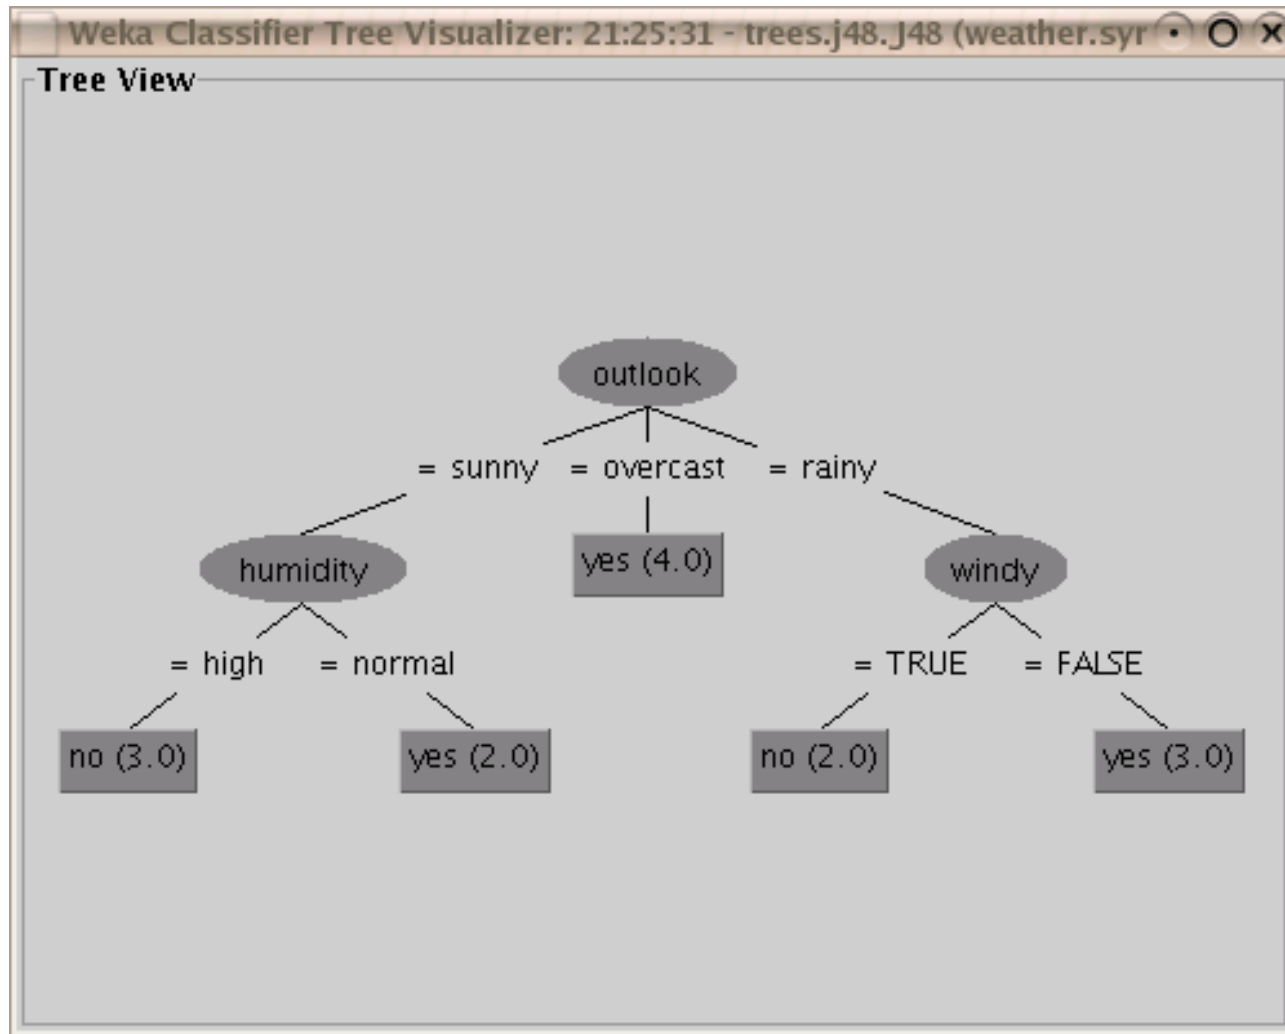 Weka Classifier Tree Visualizer: 21:25:31 - trees.j48.J48 (weather.syr
Tree View
outlook
= sunny = overcast = rainy
humidity yes (4.0) windy
= high = normal = TRUE = FALSE
no (3.0) yes (2.0) no (2.0) yes (3.0)